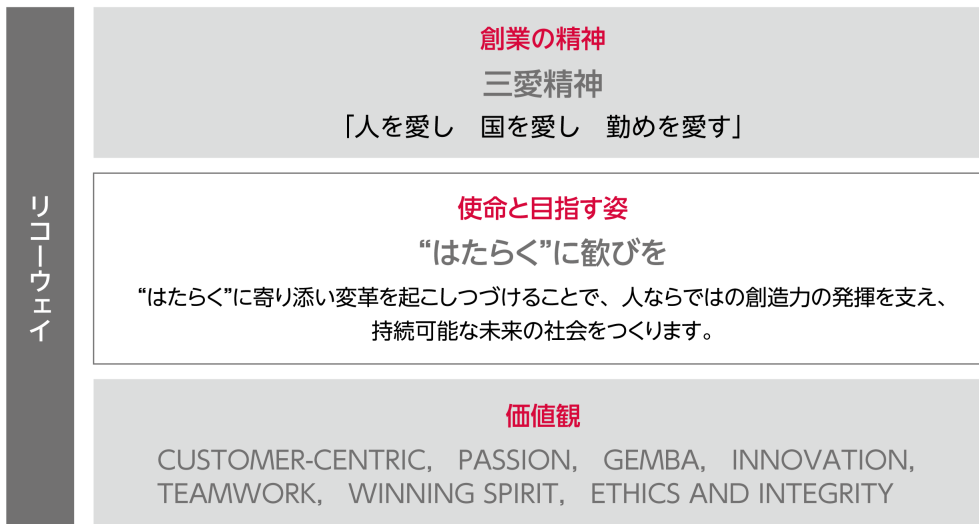 リコーウェイ
創業の精神
三愛精神
「人を愛し　国を愛し　勤めを愛す」
使命と目指す姿
“はたらく”に歓びを
“はたらく”に寄り添い変革を起こしつづけることで、人ならではの創造力の発揮を支え、
持続可能な未来の社会をつくります。
価値観
CUSTOMER-CENTRIC,　PASSION,　GEMBA,　INNOVATION,
TEAMWORK,　WINNING SPIRIT,　ETHICS AND INTEGRITY